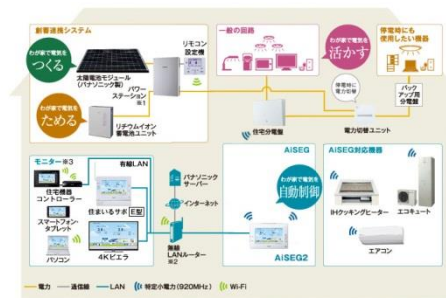 創蓄連携システム
わが家で電気を
つくる
太陽電池モジュール
(パナソニック製)
パワー
ステーション
※1
リモコン
設定機
わが家で電気を
ためる
リチウムイオン
蓄電池ユニット
一般の回路
わが家で電気を
活かす
住宅分電盤
停電時にも
使用したい機器
停電時に
電力切替
バック
アップ用
分電盤
電力切替ユニット
モニター※3
有線LAN
住宅機器
コントローラー
スマートフォン・
タブレット
パソコン
住まいるサポ E型
4Kビエラ
パナソニック
サーバー
インターネット
無線
LANルーター
※2
AiSEG
わが家で電気を
自動制御
AiSEG2
AiSEG対応機器
IHクッキングヒーター
エコキュート
エアコン
電力
通信線
LAN
特定小電力(920MHz)
Wi-Fi